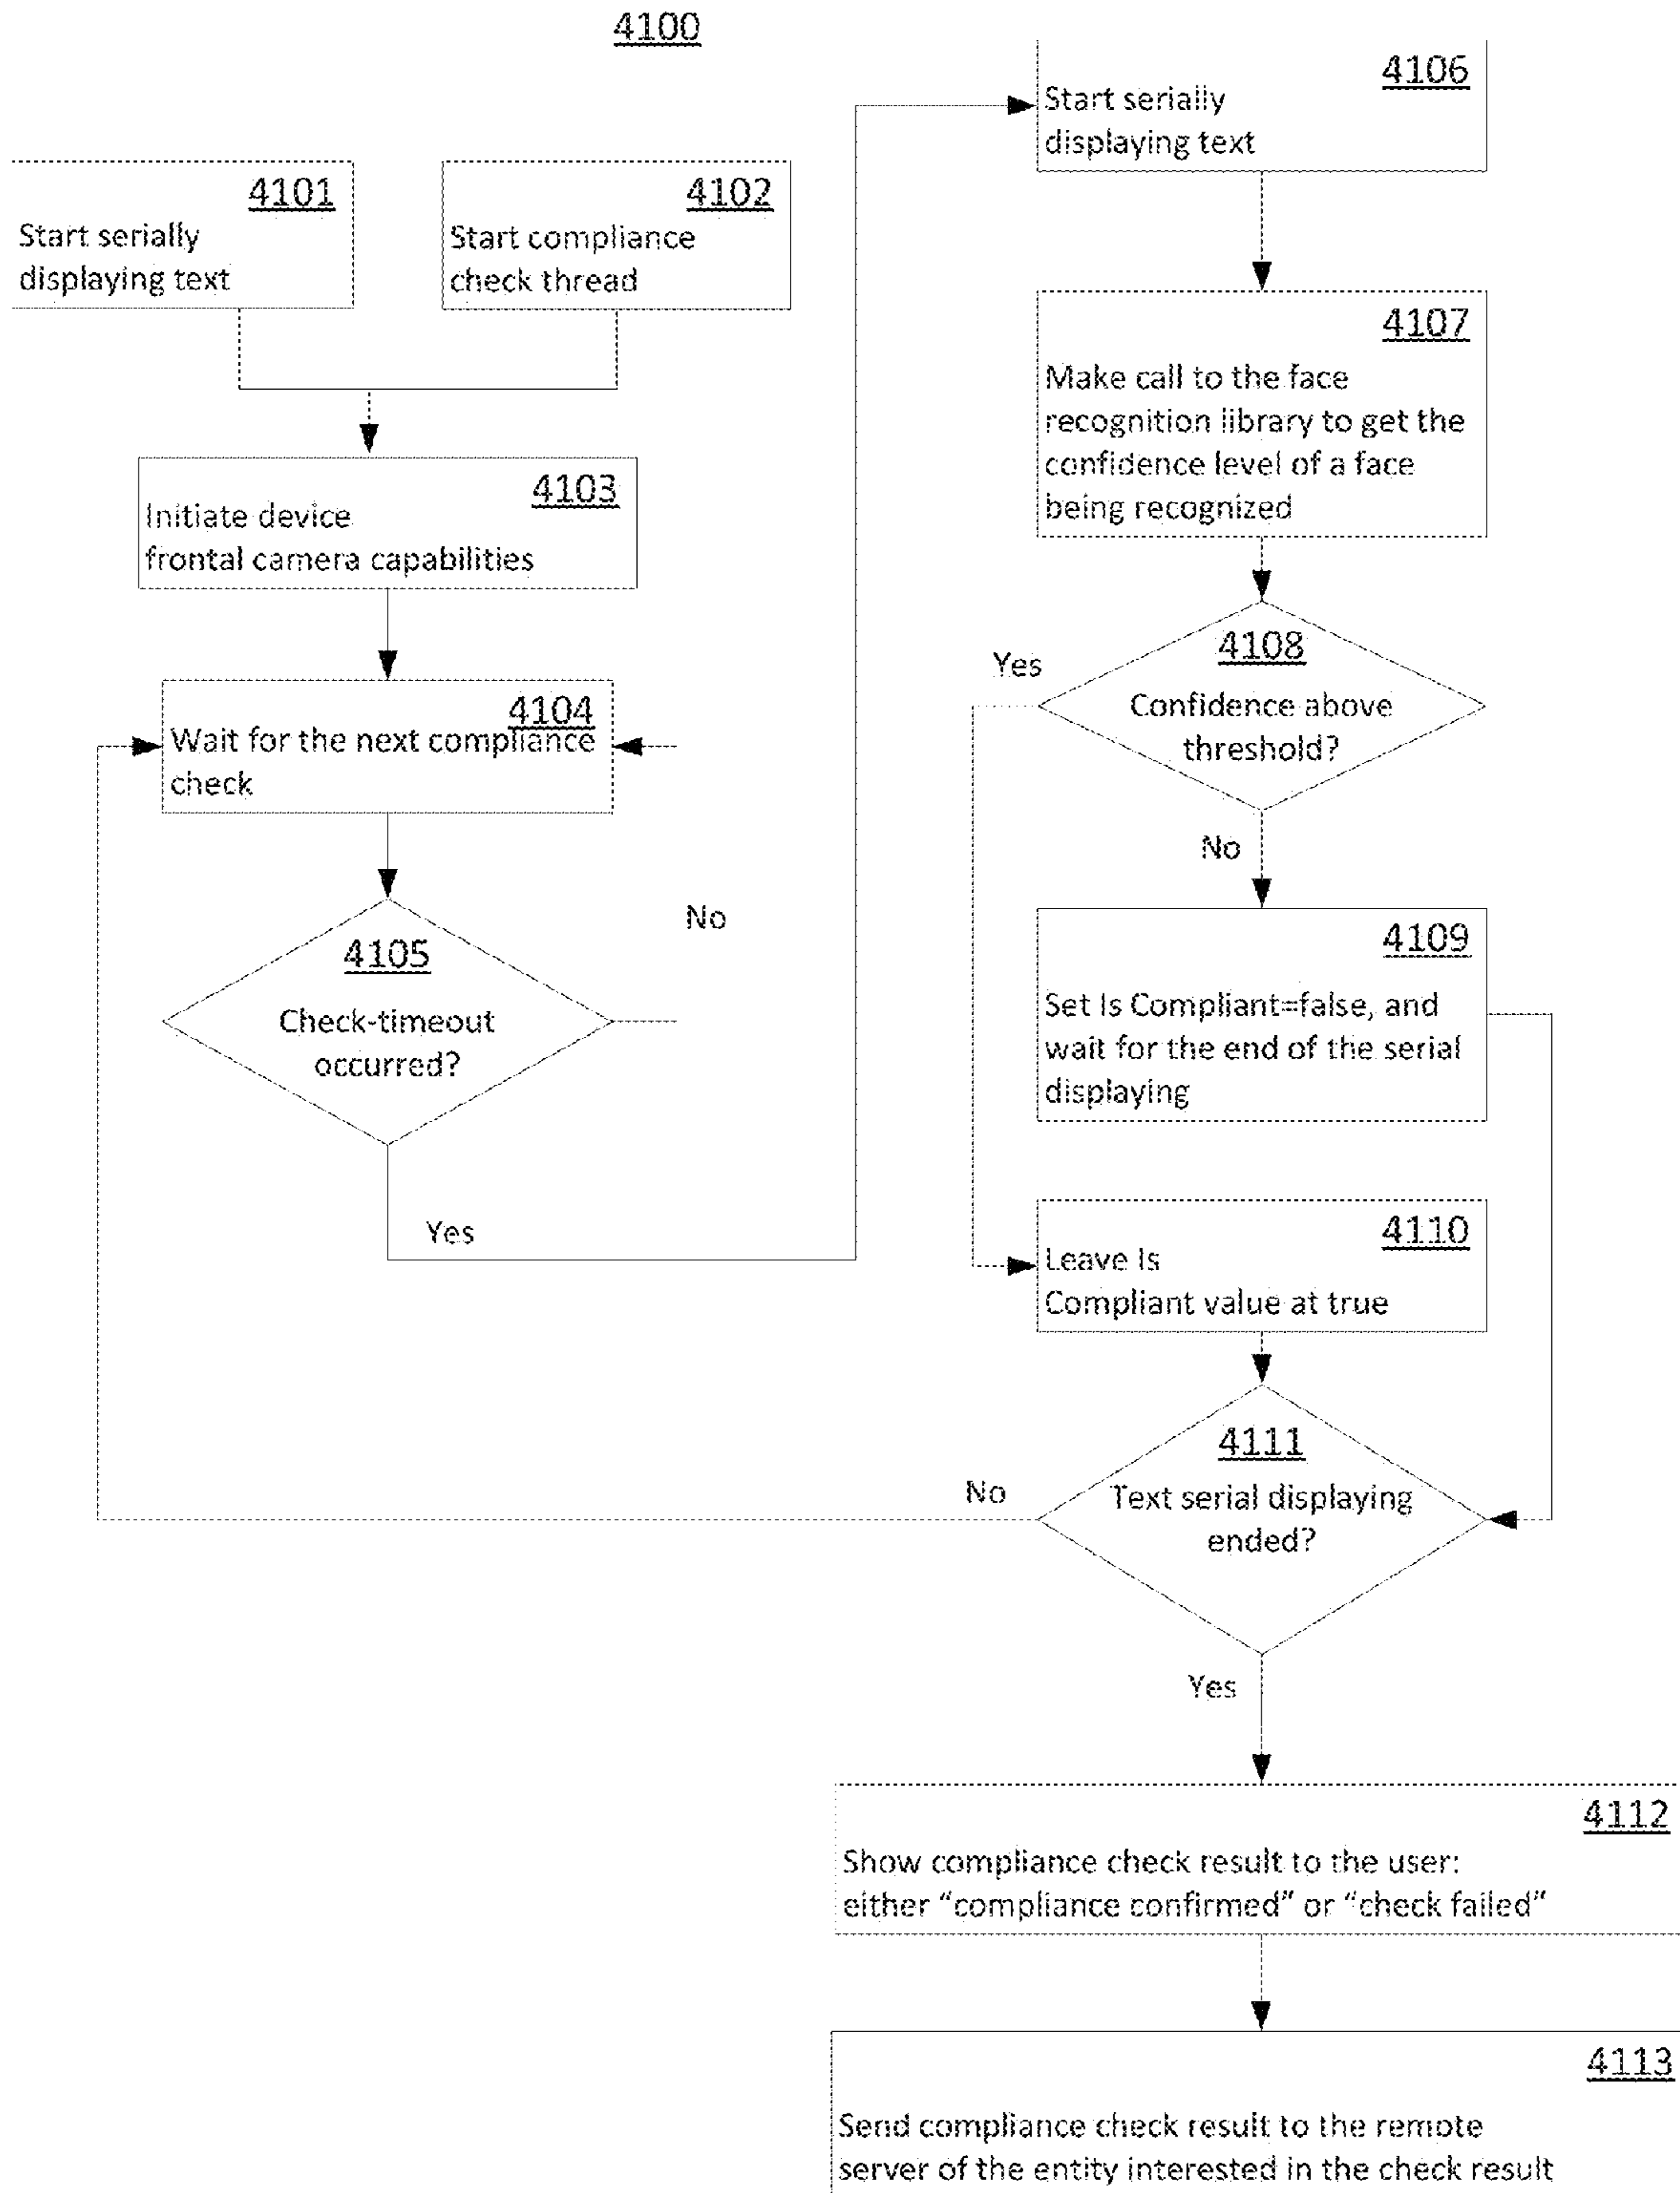 4100
4101
Start serially
displaying text
4102
Start compliance
check thread
4103
Initiate device
frontal camera capabilities
4104
Wait for the next compliance
check
No
4105
Check-timeout
occurred?
Yes
4106
Start serially
displaying text
4107
Make call to the face
recognition library to get the
confidence level of a face
being recognized
4108
Confidence above
threshold?
Yes
No
4109
Set Is Compliant=false, and
wait for the end of the serial
displaying
4110
Leave Is
Compliant value at true
4111
Text serial displaying
ended?
No
Yes
4112
Show compliance check result to the user:
either “compliance confirmed” or “check failed”
4113
Send compliance check result to the remote
server of the entity interested in the check result